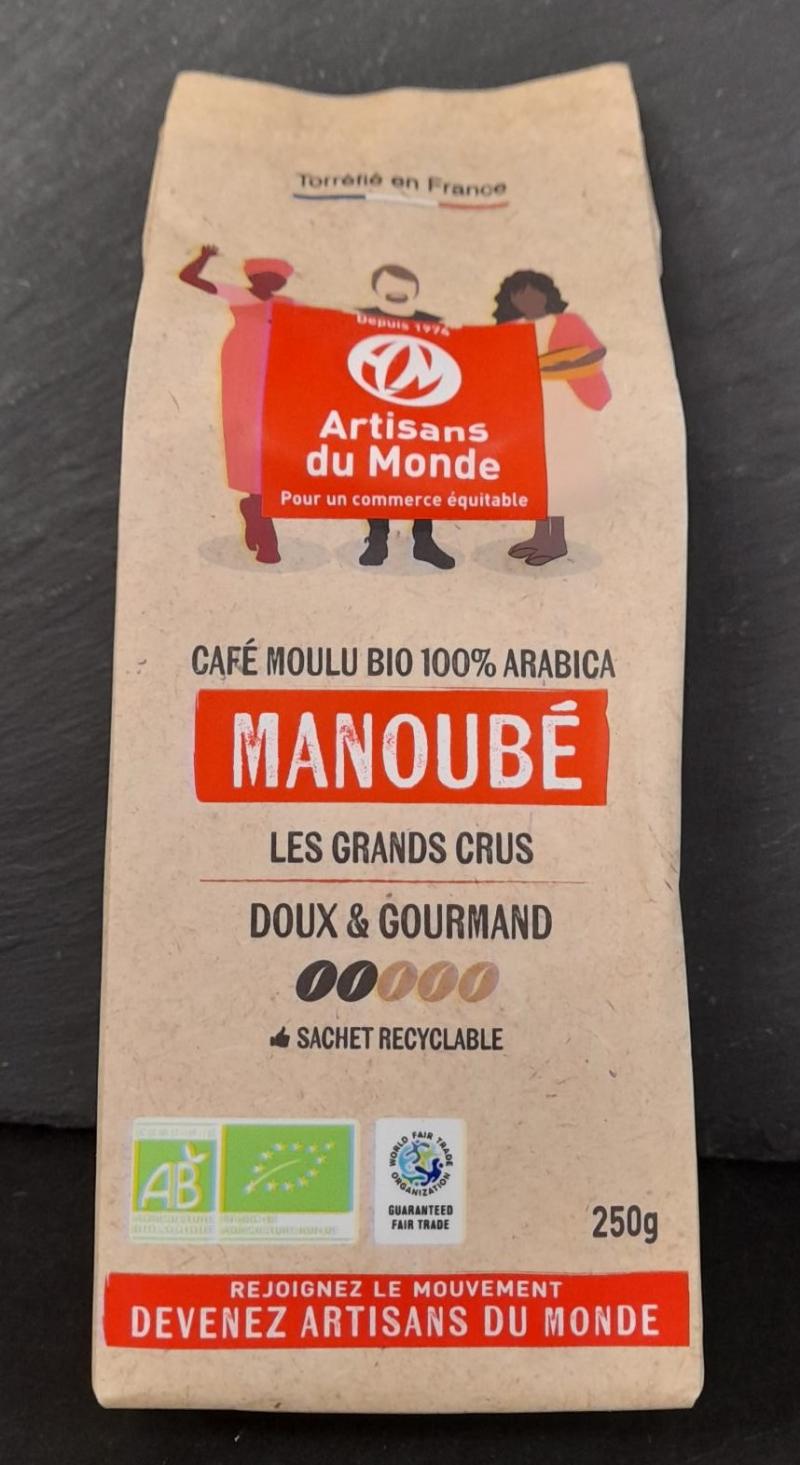 Torréfié en France
Depuis 1974
Artisans
du Monde
Pour un commerce équitable
CAFÉ MOULU BIO 100% ARABICA
MANOUBÉ
LES GRANDS CRUS
DOUX & GOURMAND
SACHET RECYCLABLE
AB
WORLD FAIR TRADE ORGANIZATION
GUARANTEED
FAIR TRADE
250g
REJOIGNEZ LE MOUVEMENT
DEVENEZ ARTISANS DU MONDE